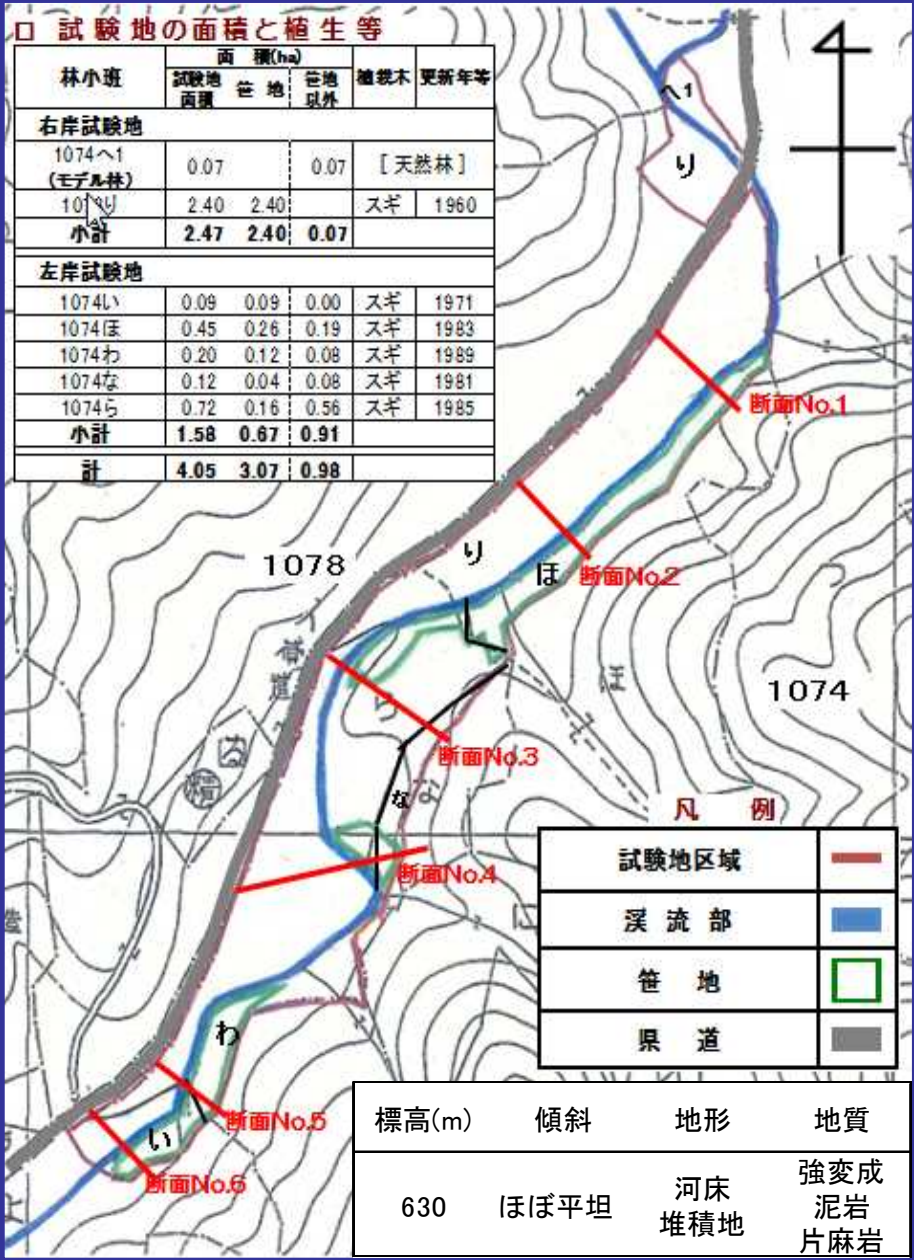 ロ 試験地の面積と植生等
林小班 面 積(ha) 植栽木 更新年等
試験地面積 笹 地 笹地以外
右岸試験地
1074へ1 0.07 0.07 [天然林]
(モデル林)
2.40 2.40 スギ 1960
小計 2.47 2.40 0.07
左岸試験地
1074い 0.09 0.09 0.00 スギ 1971
1074ほ 0.45 0.26 0.19 スギ 1983
1074わ 0.20 0.12 0.08 スギ 1989
1074な 0.12 0.04 0.08 スギ 1981
1074ら 0.72 0.16 0.56 スギ 1985
小計 1.58 0.67 0.91
計 4.05 3.07 0.98
へ1
り
断面No.1
断面No.2
り
ほ
1078
1074
ら
断面No.3
な
断面No.4
わ
断面No.5
い
断面No.6
凡 例
試験地区域
渓 流 部
笹 地
県 道
標高(m) 傾斜 地形 地質
630 ほぼ平坦 河床堆積地 強変成泥岩片麻岩